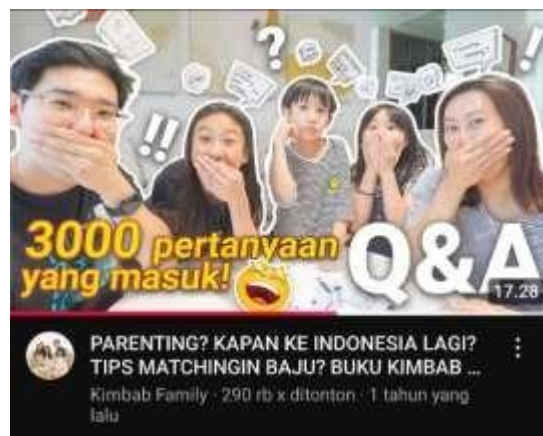 ?
!
!!
3000 pertanyaan
yang masuk!
Q&A
17.28
PARENTING? KAPAN KE INDONESIA LAGI?
TIPS MATCHINGIN BAJU? BUKU KIMBAB ...
Kimbab Family · 290 rb x ditonton · 1 tahun yang
lalu